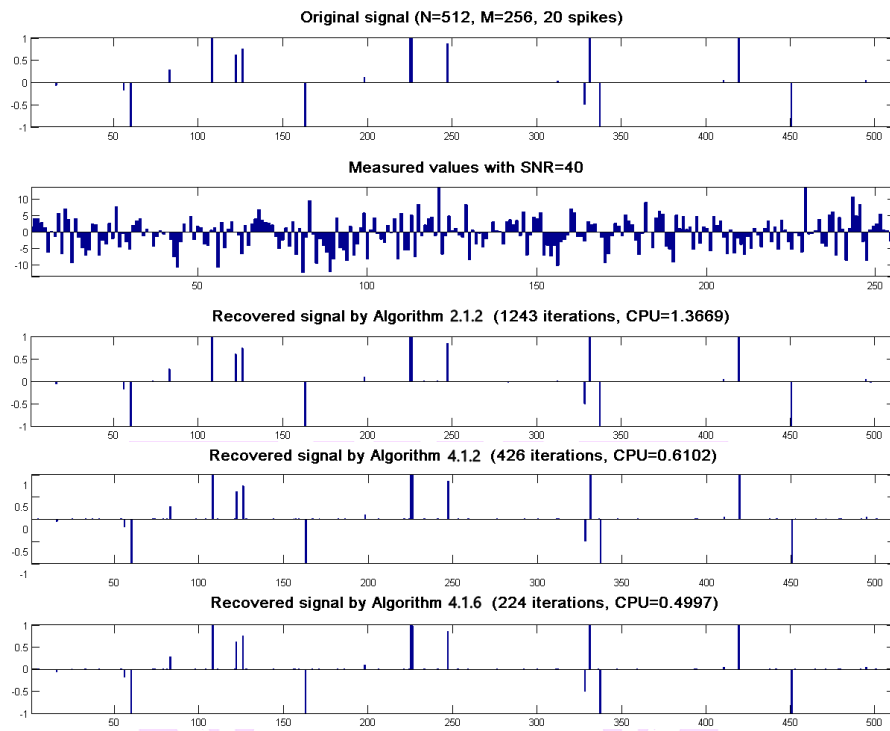 Original signal (N=512, M=256, 20 spikes)
1
0.5
0
-0.5
-1
50 100 150 200 250 300 350 400 450 500
Measured values with SNR=40
10
5
0
-5
-10
50 100 150 200 250
Recovered signal by Algorithm 2.1.2 (1243 iterations, CPU=1.3669)
1
0.5
0
-0.5
-1
50 100 150 200 250 300 350 400 450 500
Recovered signal by Algorithm 4.1.2 (426 iterations, CPU=0.6102)
1
0.5
0
0.5
1
50 100 150 200 250 300 350 400 450 500
Recovered signal by Algorithm 4.1.6 (224 iterations, CPU=0.4997)
1
0.5
0
-0.5
-1
50 100 150 200 250 300 350 400 450 500